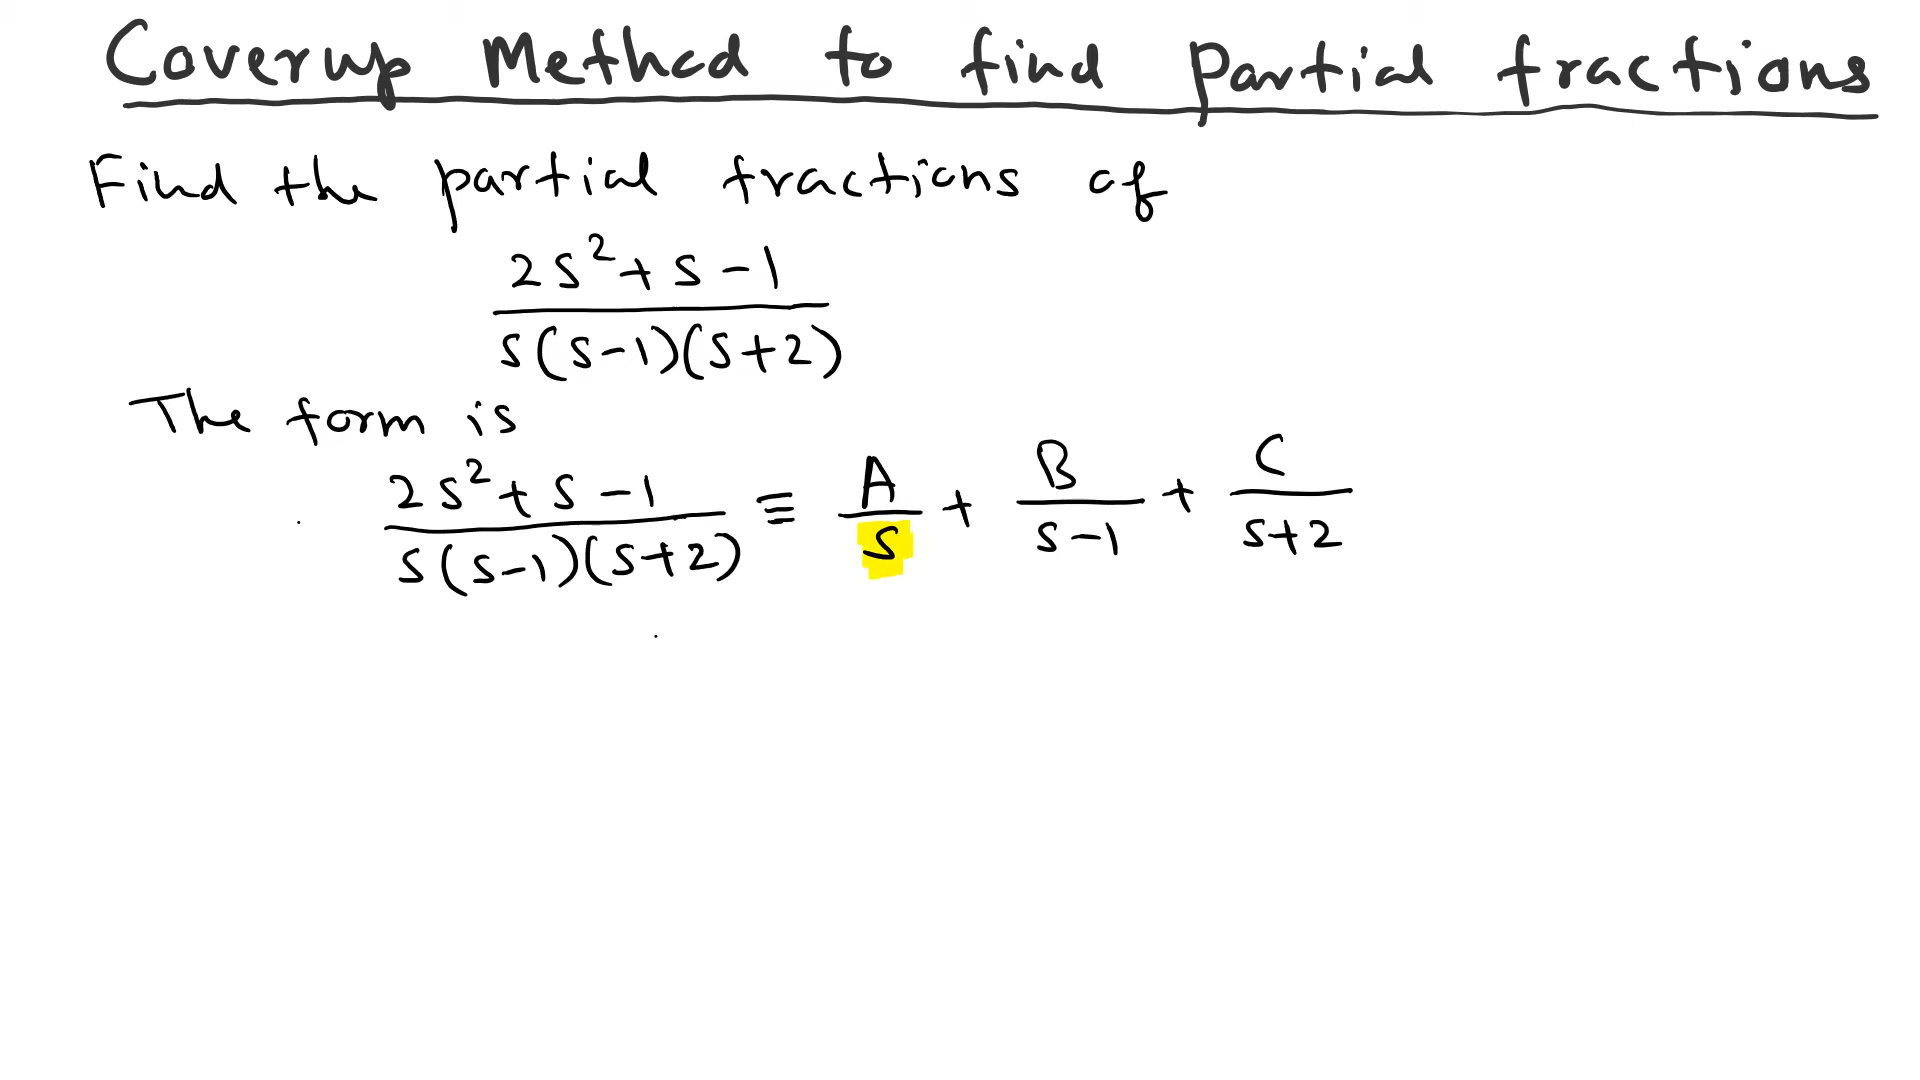 Coverup Method to find Partial fractions
Find the partial fractions of
2s²+s-1
s(s-1)(s+2)
The form is
2s²+s-1 ≡ A + B + C
s(s-1)(s+2) s s-1 s+2